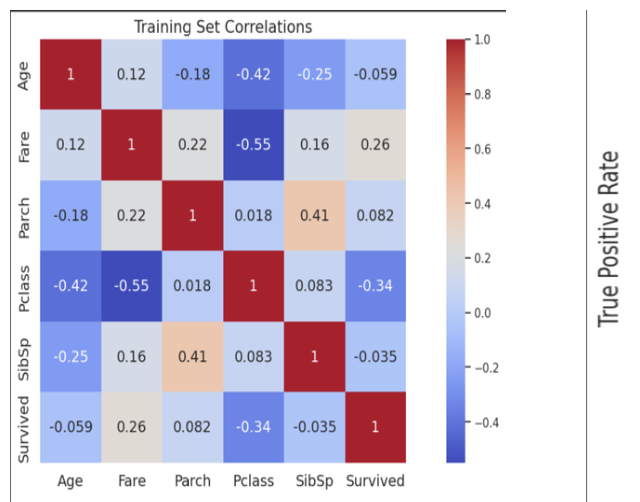 Training Set Correlations
Age 1 0.12 -0.18 -0.42 -0.25 -0.059
Fare 0.12 1 0.22 -0.55 0.16 0.26
Parch -0.18 0.22 1 0.018 0.41 0.082
Pclass -0.42 -0.55 0.018 1 0.083 -0.34
SibSp -0.25 0.16 0.41 0.083 1 -0.035
Survived -0.059 0.26 0.082 -0.34 -0.035 1
Age Fare Parch Pclass SibSp Survived
1.0
0.8
0.6
0.4
0.2
0.0
−0.2
−0.4
True Positive Rate